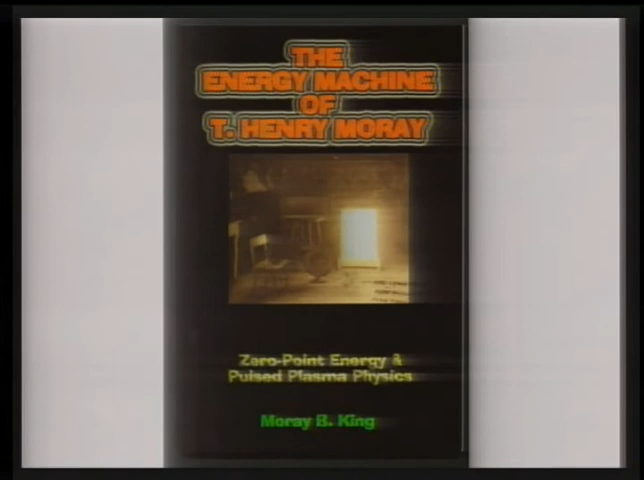 THE
ENERGY MACHINE
OF
T. HENRY MORAY
Zero-Point Energy &
Pulsed Plasma Physics
Moray B. King